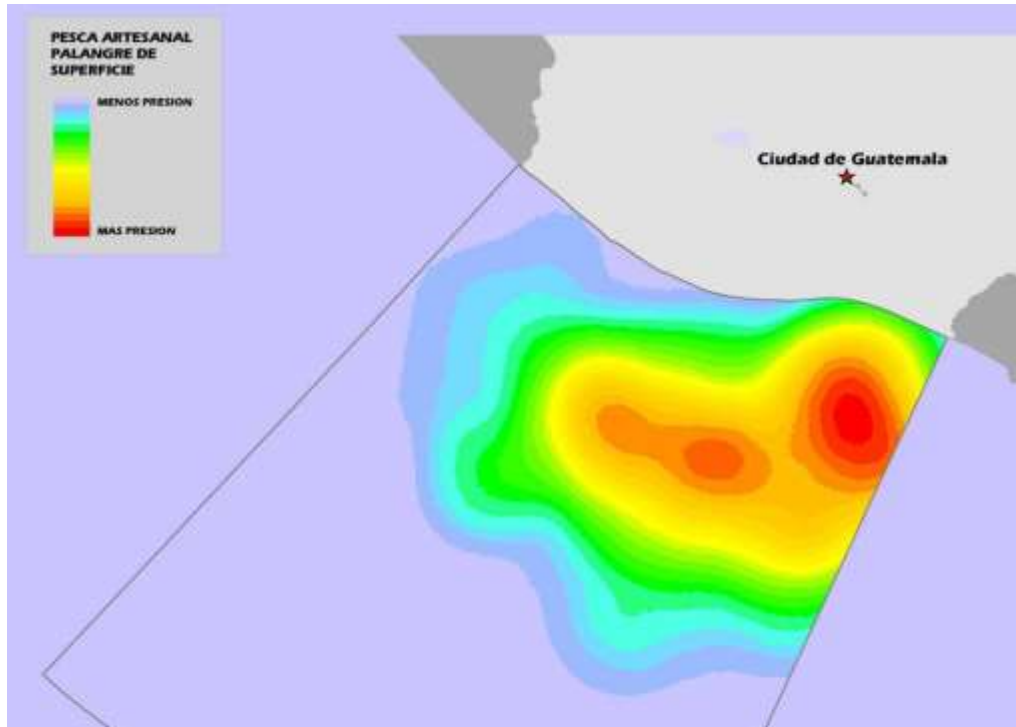 PESCA ARTESANAL
PALANGRE DE
SUPERFICIE
MENOS PRESION
MAS PRESION
Ciudad de Guatemala